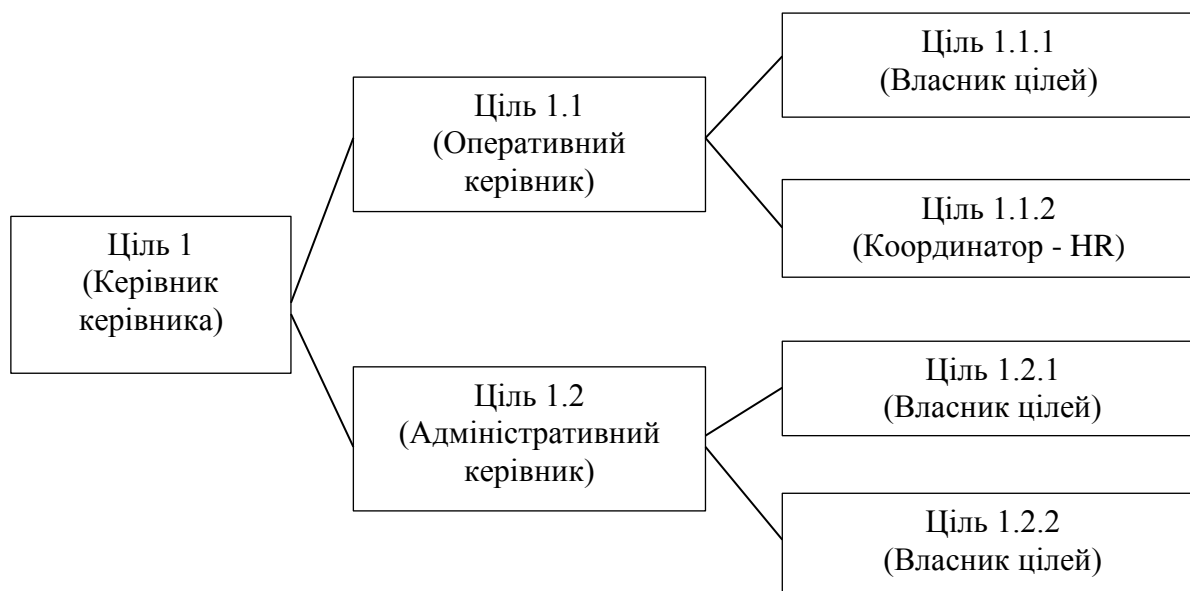 Ціль 1
(Керівник
керівника)
Ціль 1.1
(Оперативний
керівник)
Ціль 1.2
(Адміністративний
керівник)
Ціль 1.1.1
(Власник цілей)
Ціль 1.1.2
(Координатор - HR)
Ціль 1.2.1
(Власник цілей)
Ціль 1.2.2
(Власник цілей)